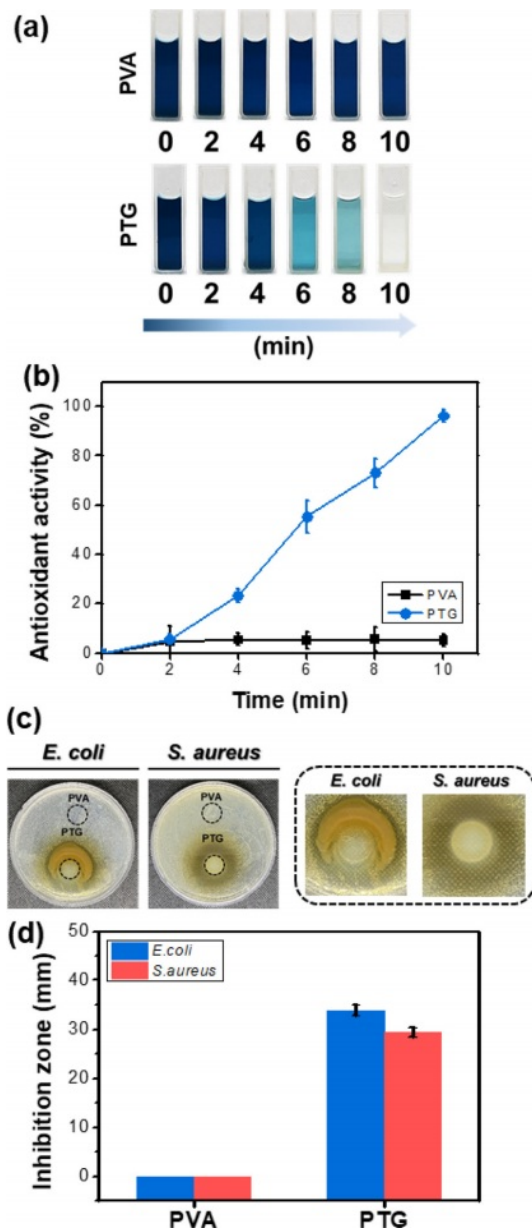 (a)
PVA
0 2 4 6 8 10
PTG
0 2 4 6 8 10
(min)
(b)
Antioxidant activity (%)
100
80
60
40
20
0
PVA
PTG
0 2 4 6 8 10
Time (min)
(c)
E. coli S. aureus
PVA PVA
PTG PTG
E. coli S. aureus
(d)
Inhibition zone (mm)
50
40
30
20
10
0
E.coli
S.aureus
PVA PTG